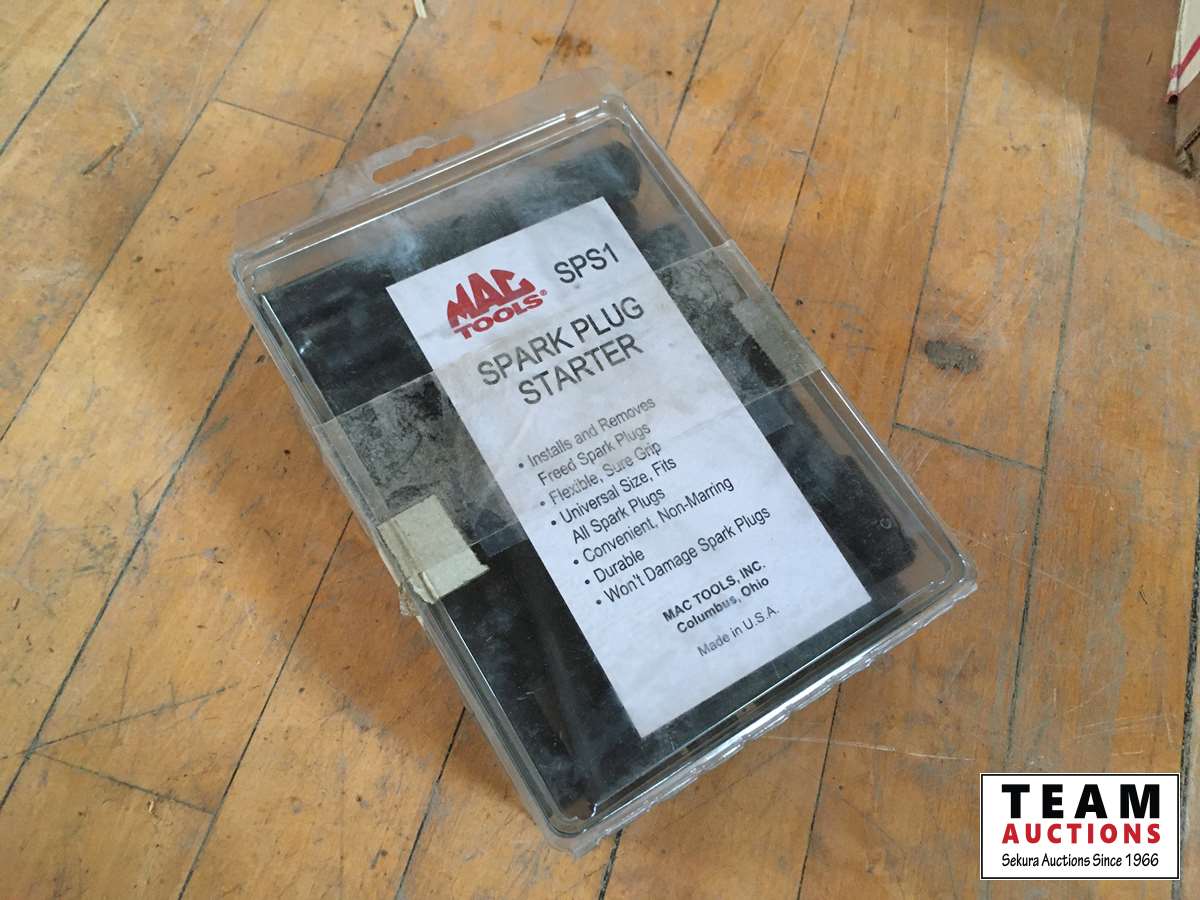 MAC
TOOLS®
SPS1
SPARK PLUG
STARTER
• Installs and Removes
Freed Spark Plugs
• Flexible, Sure Grip
• Universal Size, Fits
All Spark Plugs
• Convenient, Non-Marring
• Durable
• Won't Damage Spark Plugs
MAC TOOLS, INC.
Columbus, Ohio
Made in U.S.A.
TEAM
AUCTIONS
Sekura Auctions Since 1966